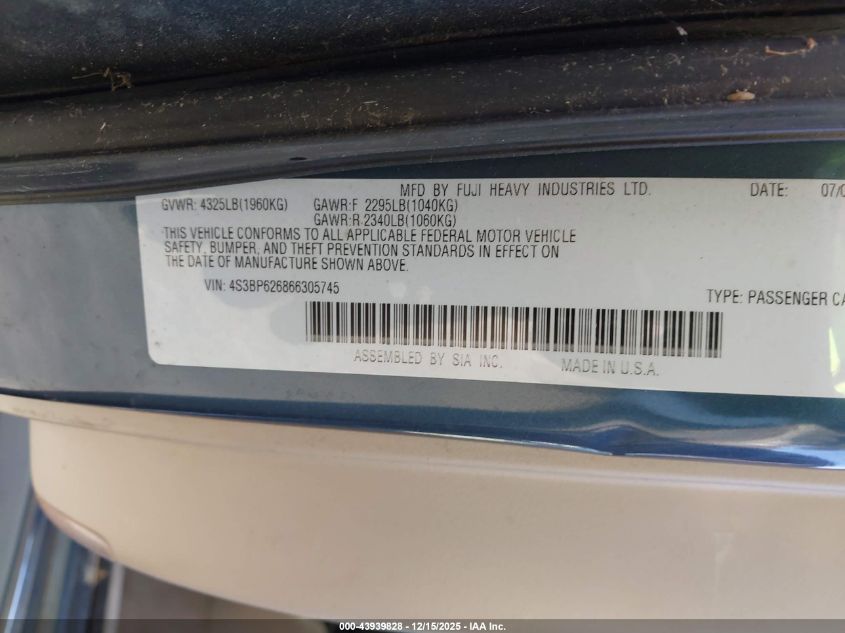 MFD BY FUJI HEAVY INDUSTRIES LTD. DATE: 07/0
GVWR: 4325LB(1960KG) GAWR:F 2295LB(1040KG)
GAWR:R 2340LB(1060KG)
THIS VEHICLE CONFORMS TO ALL APPLICABLE FEDERAL MOTOR VEHICLE
SAFETY, BUMPER, AND THEFT PREVENTION STANDARDS IN EFFECT ON
THE DATE OF MANUFACTURE SHOWN ABOVE.
VIN: 4S3BP626866305745 TYPE: PASSENGER CA
ASSEMBLED BY SIA INC. MADE IN U.S.A.
000-43939828 - 12/15/2025 - IAA Inc.